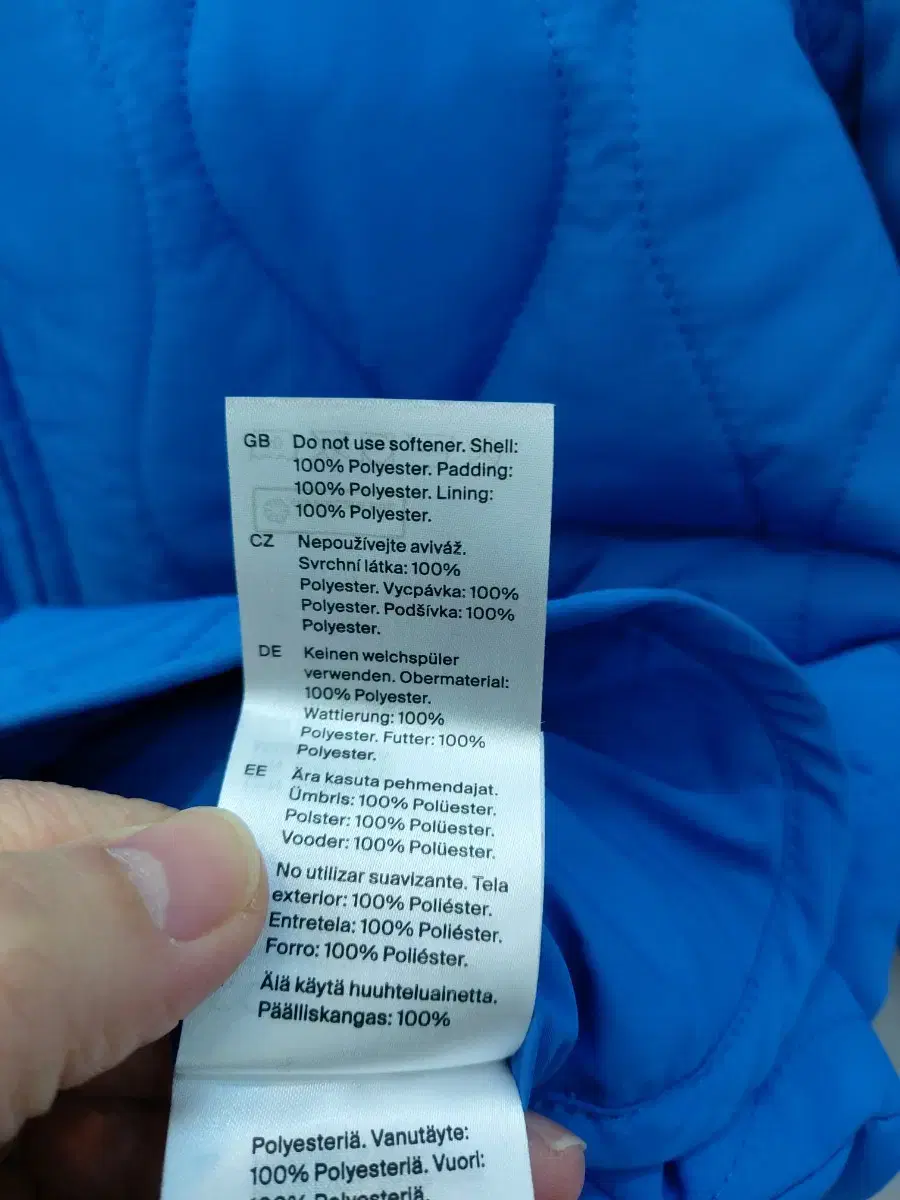 GB Do not use softener. Shell:
100% Polyester. Padding:
100% Polyester. Lining:
100% Polyester.
CZ Nepoužívejte aviváž.
Svrchní látka: 100%
Polyester. Vycpávka: 100%
Polyester. Podšívka: 100%
Polyester.
DE Keinen weichspüler
verwenden. Obermaterial:
100% Polyester.
Wattierung: 100%
Polyester. Futter: 100%
Polyester.
EE Ära kasuta pehmendajat.
Ümbris: 100% Polüester.
Polster: 100% Polüester.
Vooder: 100% Polüester.
No utilizar suavizante. Tela
exterior: 100% Poliéster.
Entretela: 100% Poliéster.
Forro: 100% Poliéster.
Älä käytä huuhteluainetta.
Päälliskangas: 100%
Polyesteriä. Vanutäyte:
100% Polyesteriä. Vuori:
100% Polyesteriä.